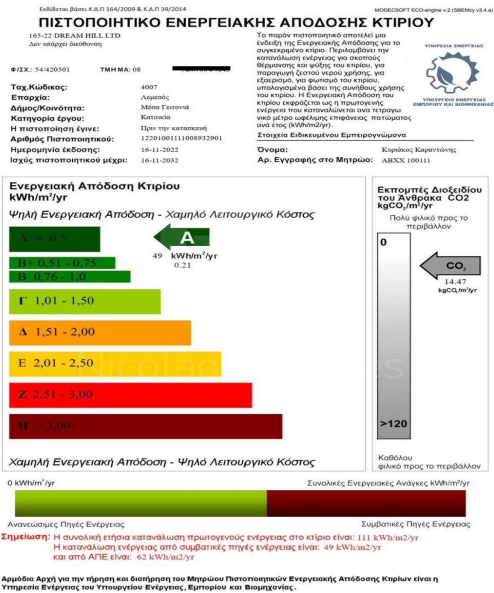 Εκδίδεται βάσει Κ.Δ.Π 164/2009 & Κ.Δ.Π 39/2014
MODECSOFT ECO-engine v.2 (SBEMcy v3.4.a)
ΠΙΣΤΟΠΟΙΗΤΙΚΟ ΕΝΕΡΓΕΙΑΚΗΣ ΑΠΟΔΟΣΗΣ ΚΤΙΡΙΟΥ
165-22 DREAM HILL LTD
Δεν υπάρχει διεύθυνση
Φ/ΣΧ.: 54/420501 ΤΜΗΜΑ: 08
Ταχ.Κώδικας: 4007
Επαρχία: Λεμεσός
Δήμος/Κοινότητα: Μέσα Γειτονιά
Κατηγορία έργου: Κατοικία
Η πιστοποίηση έγινε: Πριν την κατασκευή
Αριθμός Πιστοποιητικού: 12201001111008932901
Ημερομηνία έκδοσης: 16-11-2022
Ισχύς πιστοποιητικού μέχρι: 16-11-2032
Το παρόν πιστοποιητικό αποτελεί μια
ένδειξη της Ενεργειακής Απόδοσης για το
συγκεκριμένο κτίριο. Περιλαμβάνει την
κατανάλωση ενέργειας για σκοπούς
θέρμανσης και ψύξης του κτιρίου, για
παραγωγή ζεστού νερού χρήσης, για
εξαερισμό, για φωτισμό του κτιρίου,
υπολογισμένα βάσει της συνήθους χρήσης
του κτιρίου. Η Ενεργειακή Απόδοση του
κτιρίου εκφράζεται ως η πρωτογενής
ενέργεια που καταναλώνεται ανα τετραγω
νικό μέτρο ωφέλιμης επιφάνειας πατώματος
ανά έτος (kWh/m2/yr).
ΥΠΗΡΕΣΙΑ ΕΝΕΡΓΕΙΑΣ
ΥΠΟΥΡΓΕΙΟ ΕΝΕΡΓΕΙΑΣ
ΕΜΠΟΡΙΟΥ ΚΑΙ ΒΙΟΜΗΧΑΝΙΑΣ
Στοιχεία Ειδικευμένου Εμπειρογνώμονα
Όνομα: Κυριάκος Καραντώνης
Αρ. Εγγραφής στο Μητρώο: ABXX 100111
Ενεργειακή Απόδοση Κτιρίου
kWh/m²/yr
Ψηλή Ενεργειακή Απόδοση - Χαμηλό Λειτουργικό Κόστος
A <= 0.5
A
49 kWh/m²/yr
0.21
B+ 0,51 - 0,75
B 0,76 - 1,0
Γ 1,01 - 1,50
Δ 1,51 - 2,00
E 2,01 - 2,50
Z 2,51 - 3,00
H > 3,00
Χαμηλή Ενεργειακή Απόδοση - Ψηλό Λειτουργικό Κόστος
Εκπομπές Διοξειδίου
του Άνθρακα CO2
kgCO₂/m²/yr
Πολύ φιλικό προς το
περιβάλλον
0
CO₂
14.47
kgCO₂/m²/yr
>120
Καθόλου
φιλικό προς το περιβάλλον
0 kWh/m²/yr
Συνολικές Ενεργειακές Ανάγκες kWh/m²/yr
Ανανεώσιμες Πηγές Ενέργειας
Συμβατικές Πηγές Ενέργειας
Σημείωση: Η συνολική ετήσια κατανάλωση πρωτογενούς ενέργειας στο κτίριο είναι: 111 kWh/m2/yr
Η κατανάλωση ενέργειας από συμβατικές πηγές ενέργειας είναι: 49 kWh/m2/yr
και από ΑΠΕ είναι: 62 kWh/m2/yr
Αρμόδια Αρχή για την τήρηση και διατήρηση του Μητρώου Πιστοποιητικών Ενεργειακής Απόδοσης Κτιρίων είναι η
Υπηρεσία Ενέργειας του Υπουργείου Ενέργειας, Εμπορίου και Βιομηχανίας .